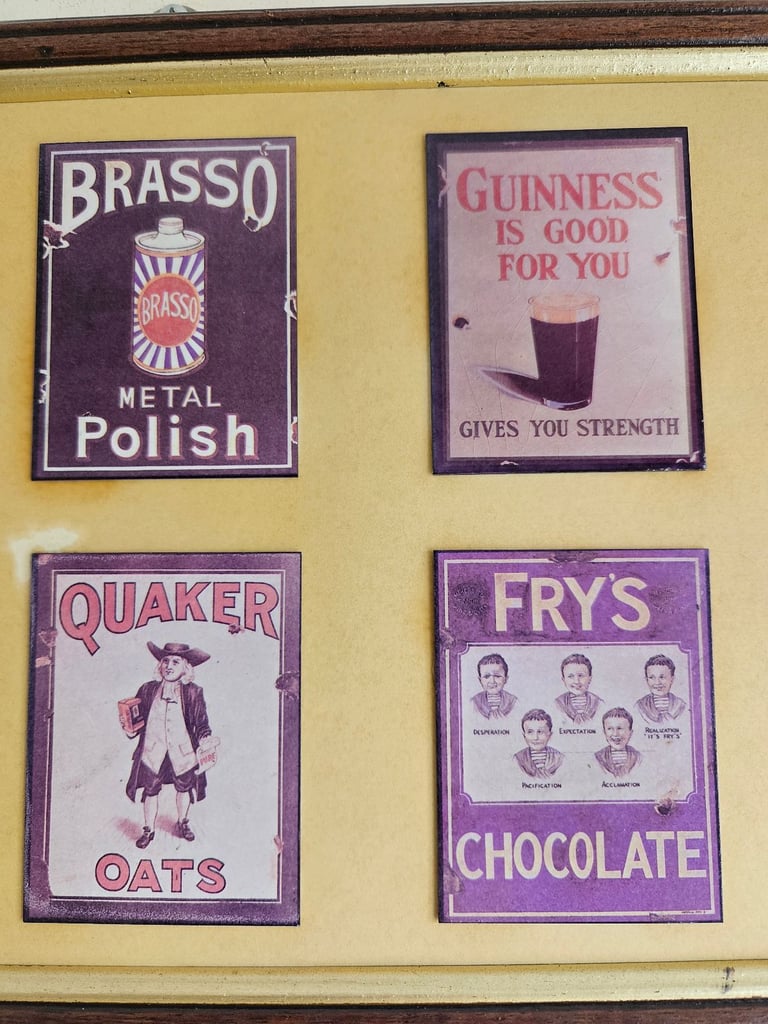 BRASSO
BRASSO
METAL
Polish
GUINNESS
IS GOOD
FOR YOU
GIVES YOU STRENGTH
QUAKER
PURE
OATS
FRY'S
DESPERATION
EXPECTATION
REALIZATION
"IT'S FRY'S"
PACIFICATION
ACCLAMATION
CHOCOLATE